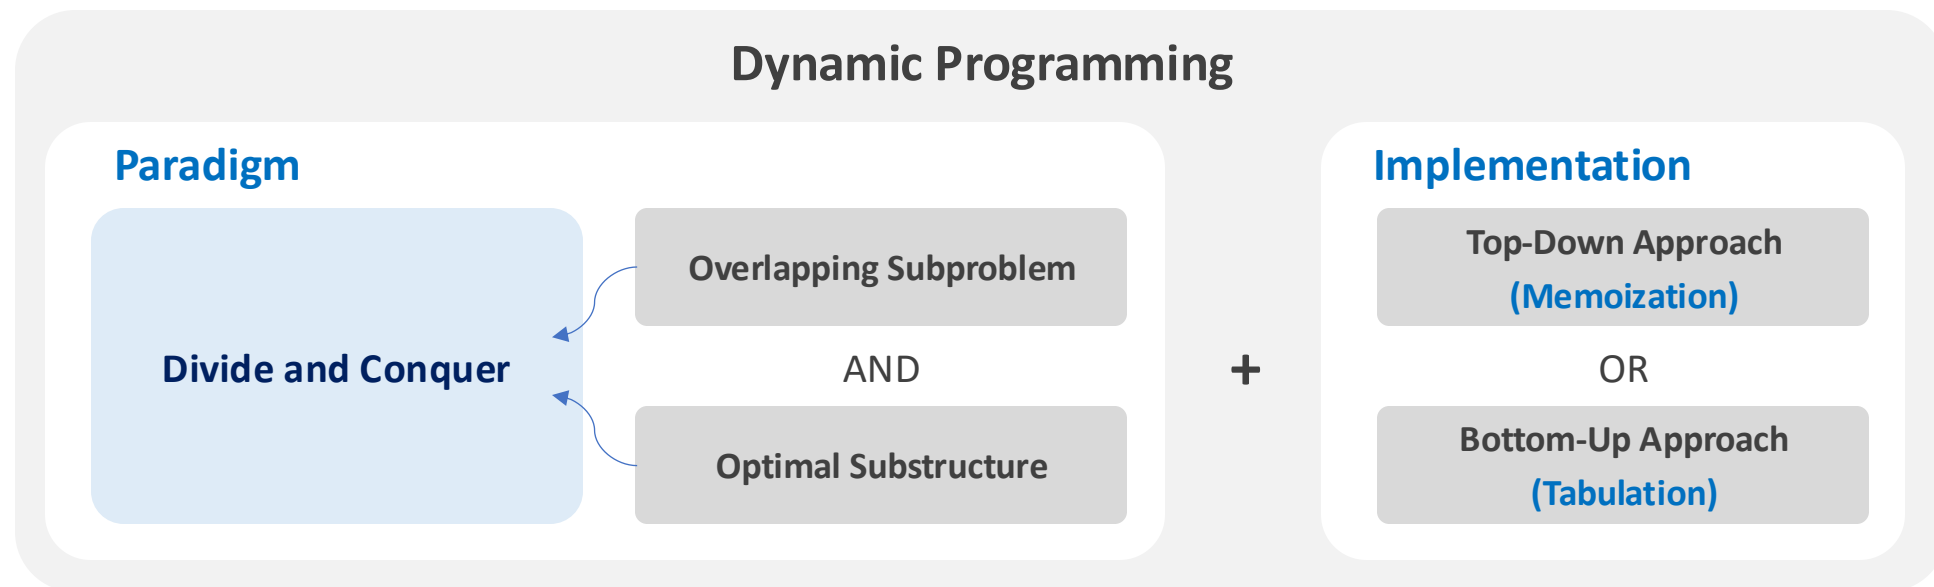 Dynamic Programming
Paradigm
Divide and Conquer
Overlapping Subproblem
AND
Optimal Substructure
+
Implementation
Top-Down Approach
(Memoization)
OR
Bottom-Up Approach
(Tabulation)